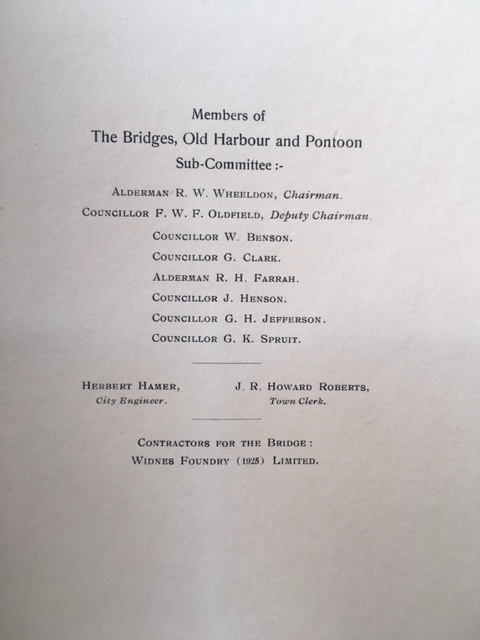 Members of
The Bridges, Old Harbour and Pontoon
Sub-Committee :-
Alderman R. W. Wheeldon, Chairman.
Councillor F. W. F. Oldfield, Deputy Chairman.
Councillor W. Benson.
Councillor G. Clark.
Alderman R. H. Farrah.
Councillor J. Henson.
Councillor G. H. Jefferson.
Councillor G. K. Spruit.
Herbert Hamer,
City Engineer.
J. R. Howard Roberts,
Town Clerk.
Contractors for the Bridge :
Widnes Foundry (1925) Limited.